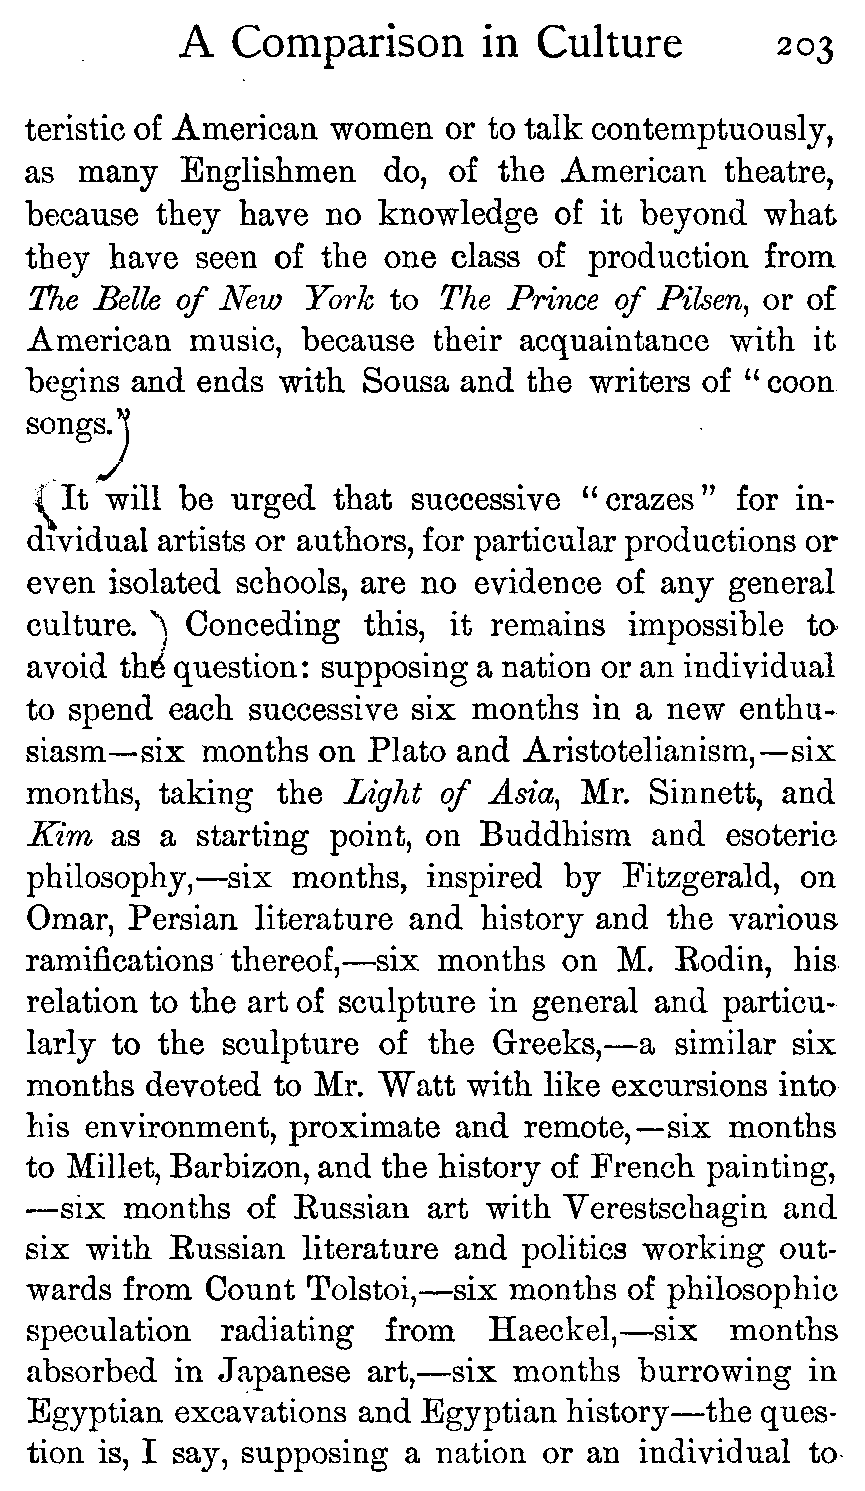 A Comparison in Culture 203
teristic of American women or to talk contemptuously,
as many Englishmen do, of the American theatre,
because they have no knowledge of it beyond what
they have seen of the one class of production from
The Belle of New York to The Prince of Pilsen, or of
American music, because their acquaintance with it
begins and ends with Sousa and the writers of “coon
songs.”
It will be urged that successive “crazes” for in-
dividual artists or authors, for particular productions or
even isolated schools, are no evidence of any general
culture. Conceding this, it remains impossible to
avoid the question: supposing a nation or an individual
to spend each successive six months in a new enthu-
siasm—six months on Plato and Aristotelianism,—six
months, taking the Light of Asia, Mr. Sinnett, and
Kim as a starting point, on Buddhism and esoteric
philosophy,—six months, inspired by Fitzgerald, on
Omar, Persian literature and history and the various
ramifications thereof,—six months on M. Rodin, his
relation to the art of sculpture in general and particu-
larly to the sculpture of the Greeks,—a similar six
months devoted to Mr. Watt with like excursions into
his environment, proximate and remote,—six months
to Millet, Barbizon, and the history of French painting,
—six months of Russian art with Verestschagin and
six with Russian literature and politics working out-
wards from Count Tolstoi,—six months of philosophic
speculation radiating from Haeckel,—six months
absorbed in Japanese art,—six months burrowing in
Egyptian excavations and Egyptian history—the ques-
tion is, I say, supposing a nation or an individual to